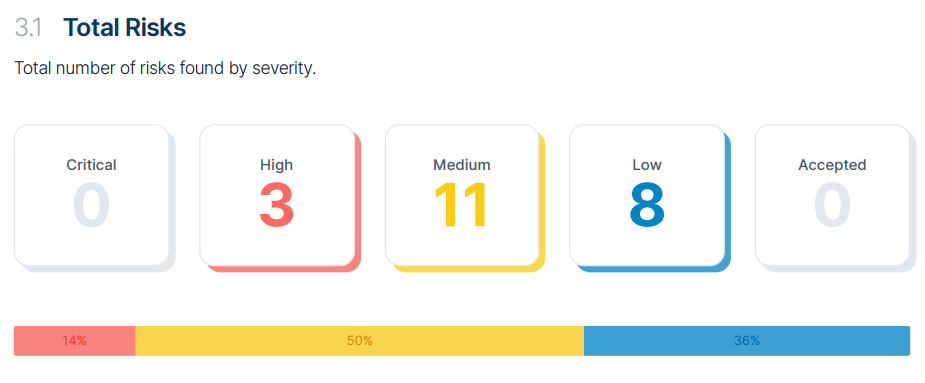 3.1 Total Risks
Total number of risks found by severity.
Critical High Medium Low Accepted
0 3 11 8 0
14% 50% 36%